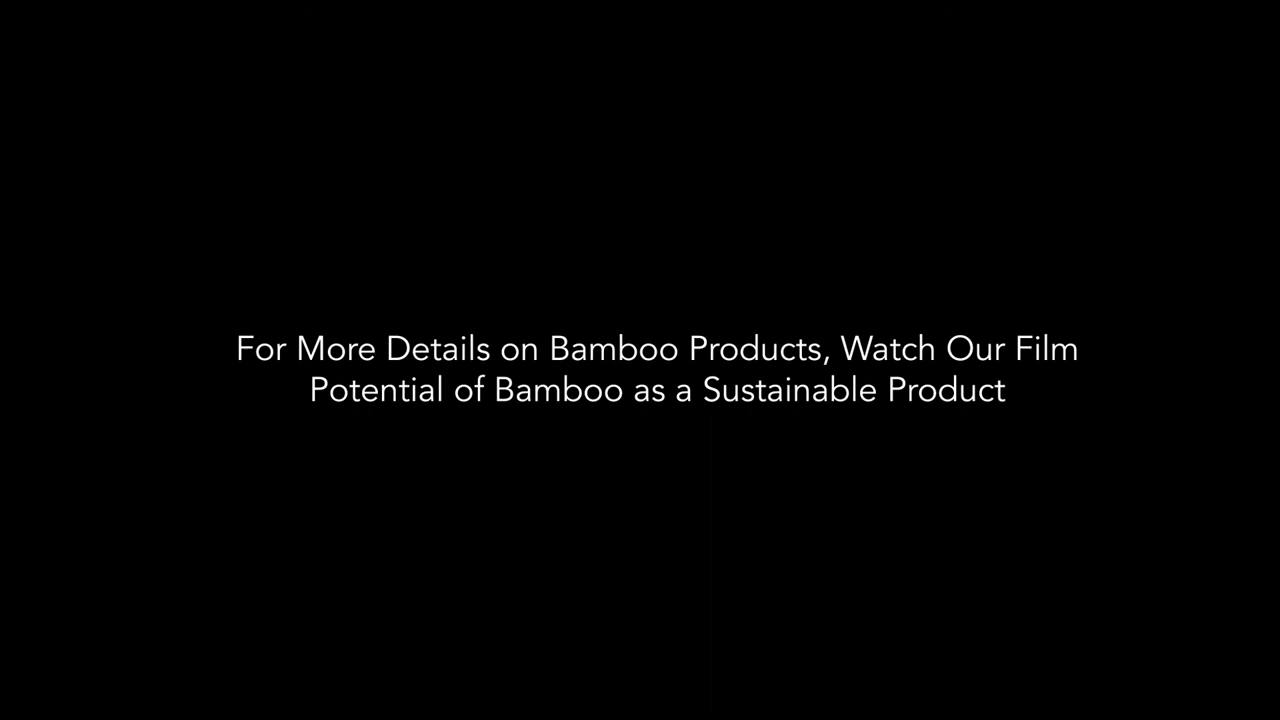 For More Details on Bamboo Products, Watch Our Film
Potential of Bamboo as a Sustainable Product